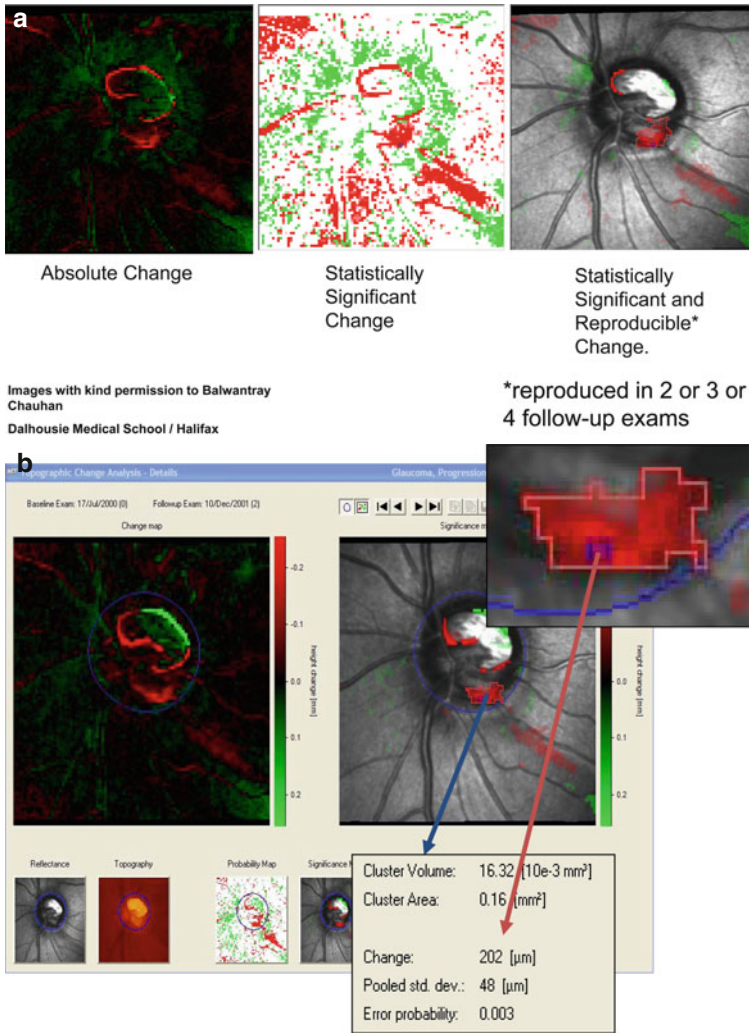 a
Absolute Change
Statistically
Significant
Change
Statistically
Significant and
Reproducible*
Change.
Images with kind permission to Balwantray
Chauhan
Dalhousie Medical School / Halifax
*reproduced in 2 or 3 or
4 follow-up exams
b
Topographic Change Analysis - Details
Glaucoma, Progression
Baseline Exam: 17/Jul/2000 (0)
Followup Exam: 10/Dec/2001 (2)
Change map
Significance m
-0.2
-0.1
0.0
0.1
0.2
height change [mm]
0.0
0.1
0.2
height change [mm]
Reflectance
Topography
Probability Map
Significance M
Cluster Volume: 16.32 [10e-3 mm³]
Cluster Area: 0.16 [mm²]
Change: 202 [µm]
Pooled std. dev.: 48 [µm]
Error probability: 0.003